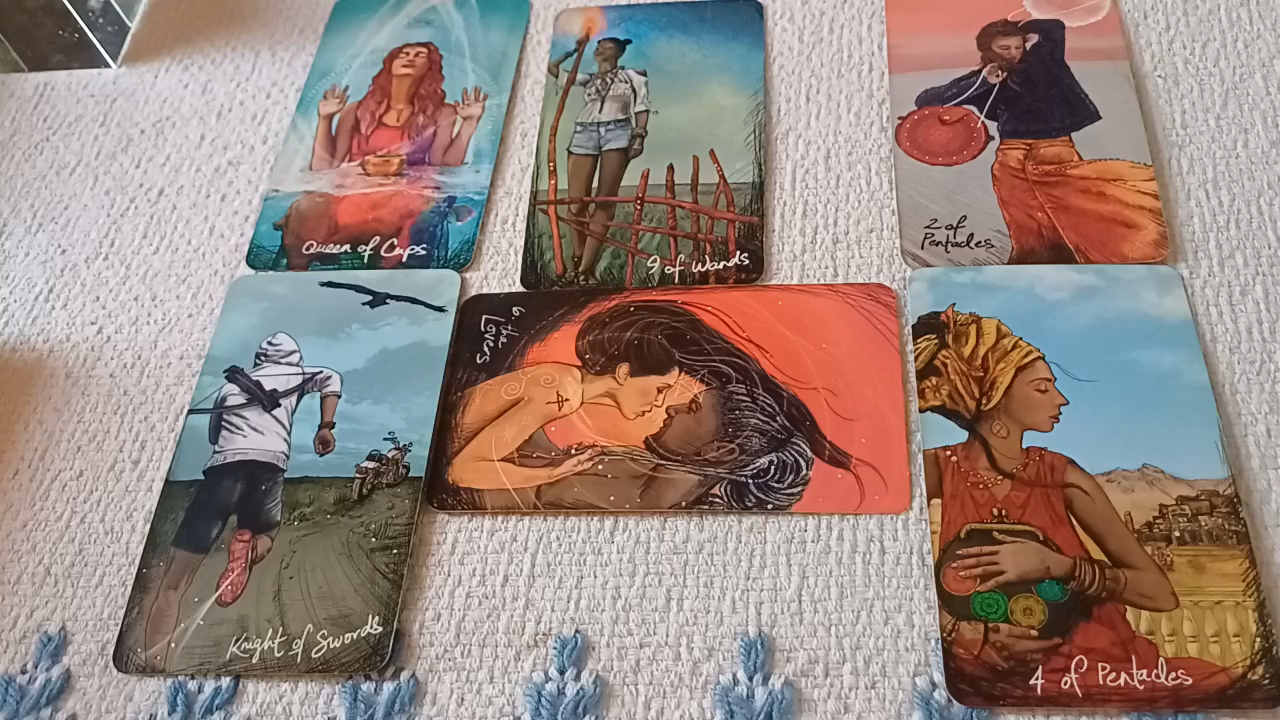 Queen of Cups
9 of Wands
2 of
Pentacles
Knight of Swords
6. the
Lovers
4 of Pentacles